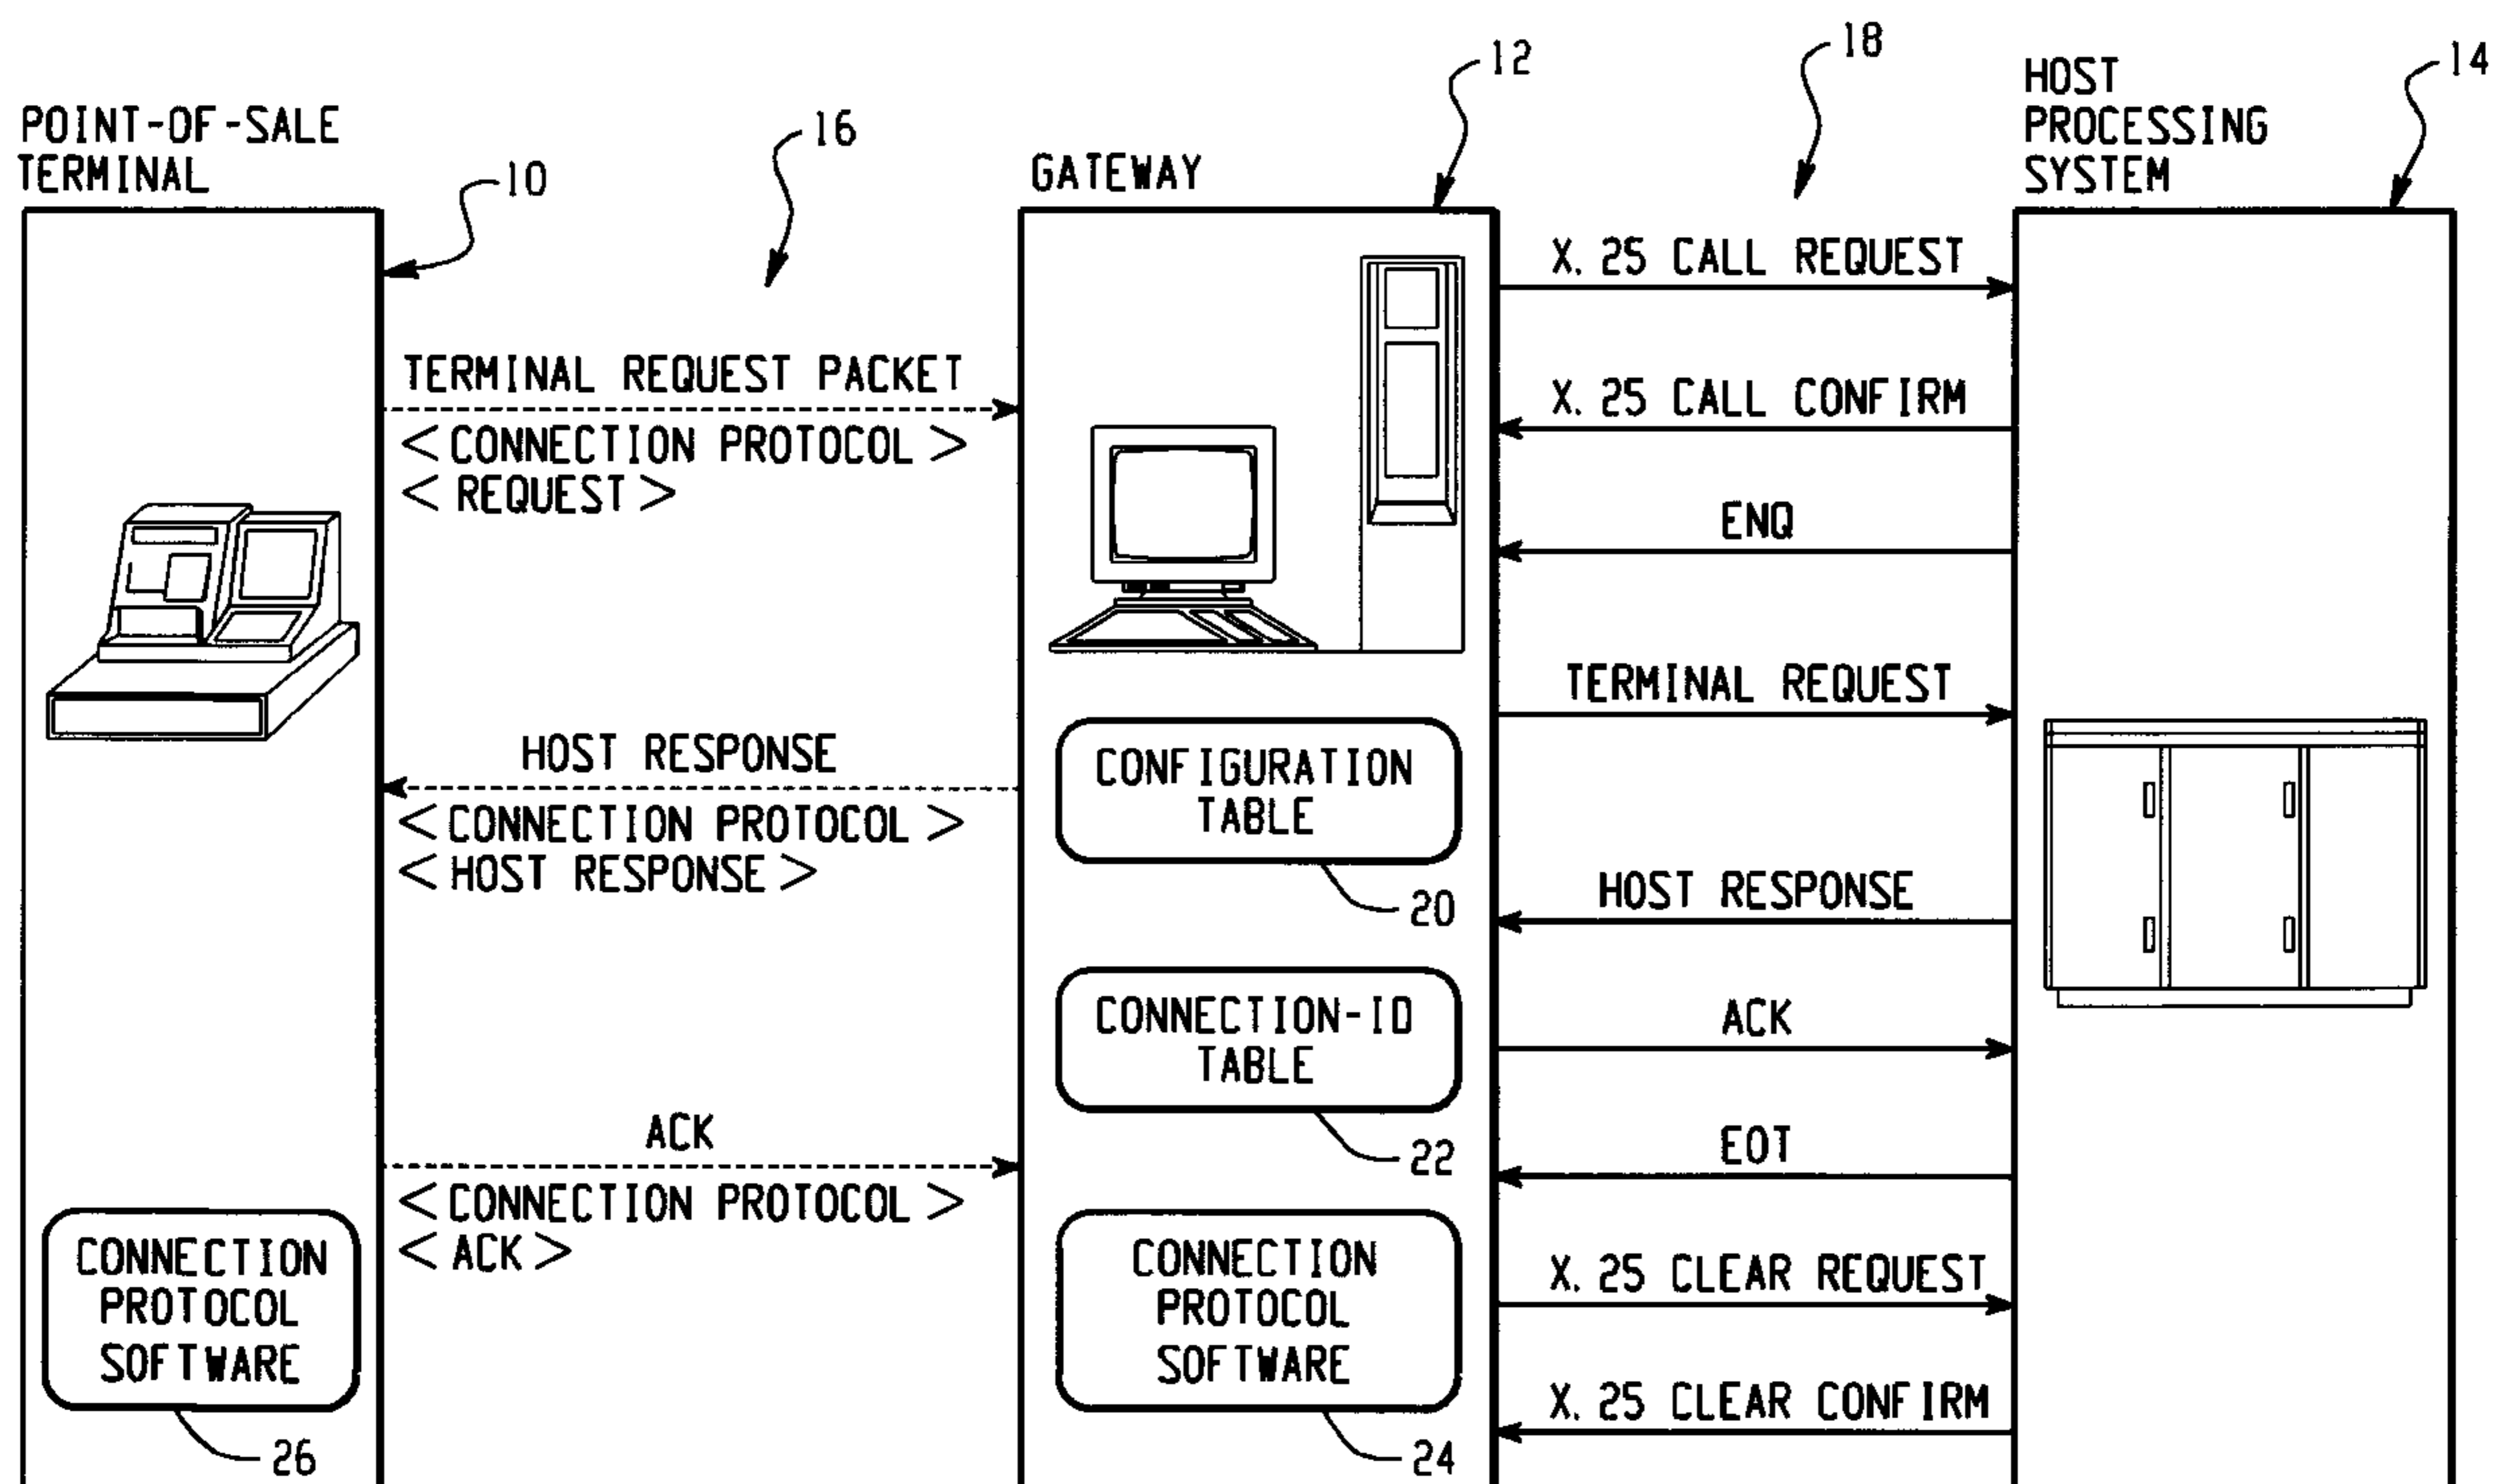 POINT-OF-SALE
TERMINAL
10
16
GATEWAY
12
18
HOST
PROCESSING
SYSTEM
14
TERMINAL REQUEST PACKET
< CONNECTION PROTOCOL >
< REQUEST >
HOST RESPONSE
< CONNECTION PROTOCOL >
< HOST RESPONSE >
ACK
< CONNECTION PROTOCOL >
< ACK >
CONNECTION
PROTOCOL
SOFTWARE
26
CONFIGURATION
TABLE
20
CONNECTION-ID
TABLE
22
CONNECTION
PROTOCOL
SOFTWARE
24
X.25 CALL REQUEST
X.25 CALL CONFIRM
ENQ
TERMINAL REQUEST
HOST RESPONSE
ACK
EOT
X.25 CLEAR REQUEST
X.25 CLEAR CONFIRM